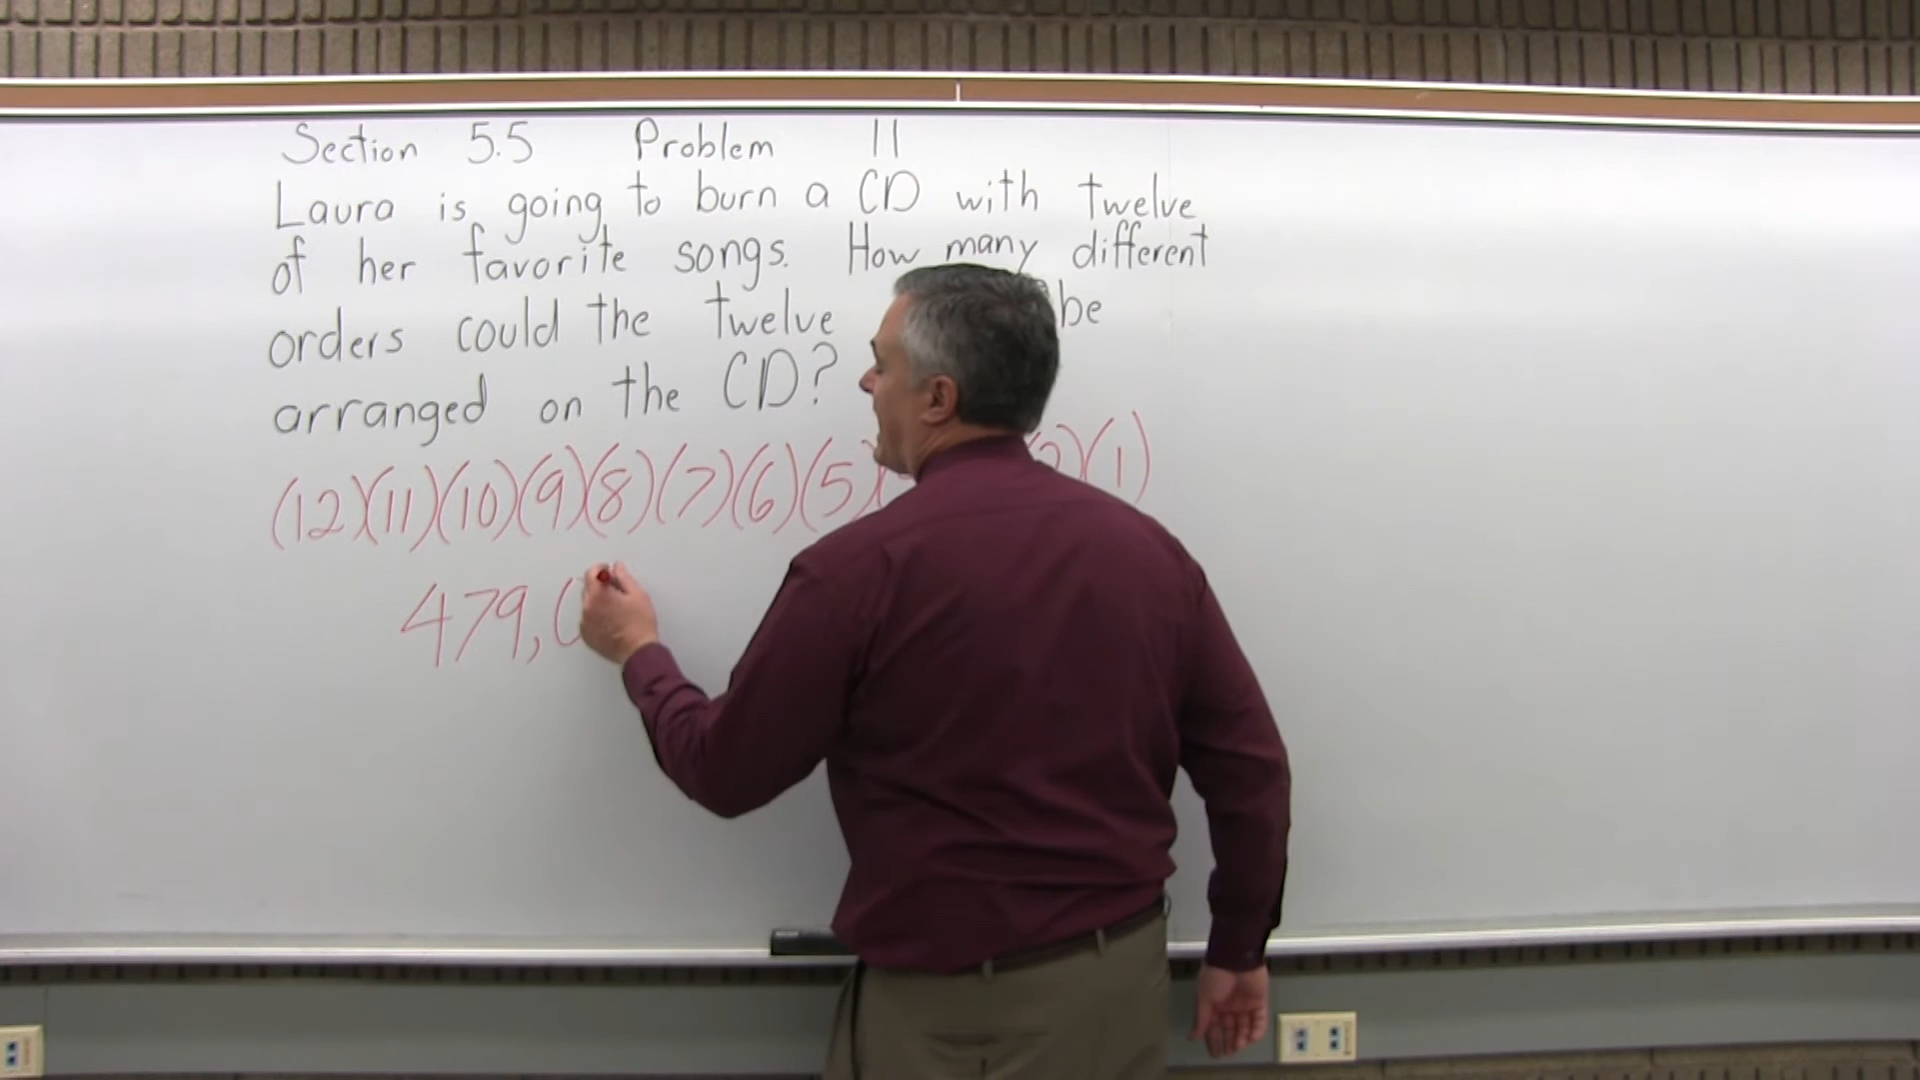 Section 5.5 Problem 11
Laura is going to burn a CD with twelve
of her favorite songs. How many different
orders could the twelve be
arranged on the CD?
(12)(11)(10)(9)(8)(7)(6)(5) (2)(1)
479,0